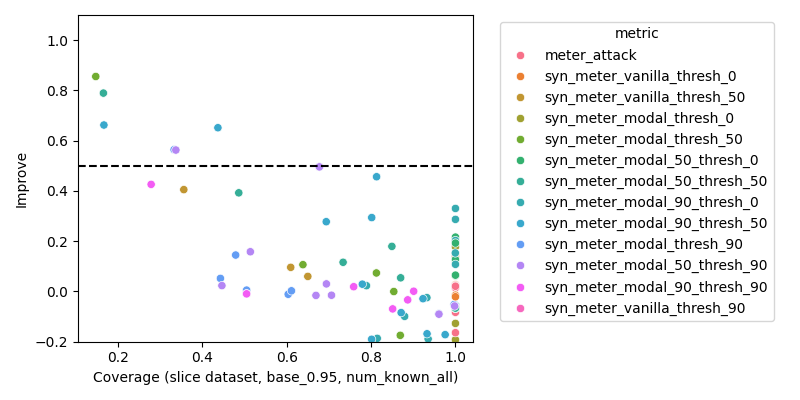 1.0
0.8
0.6
0.4
0.2
0.0
−0.2
Improve
0.2 0.4 0.6 0.8 1.0
Coverage (slice dataset, base_0.95, num_known_all)
metric
meter_attack
syn_meter_vanilla_thresh_0
syn_meter_vanilla_thresh_50
syn_meter_modal_thresh_0
syn_meter_modal_thresh_50
syn_meter_modal_50_thresh_0
syn_meter_modal_50_thresh_50
syn_meter_modal_90_thresh_0
syn_meter_modal_90_thresh_50
syn_meter_modal_thresh_90
syn_meter_modal_50_thresh_90
syn_meter_modal_90_thresh_90
syn_meter_vanilla_thresh_90